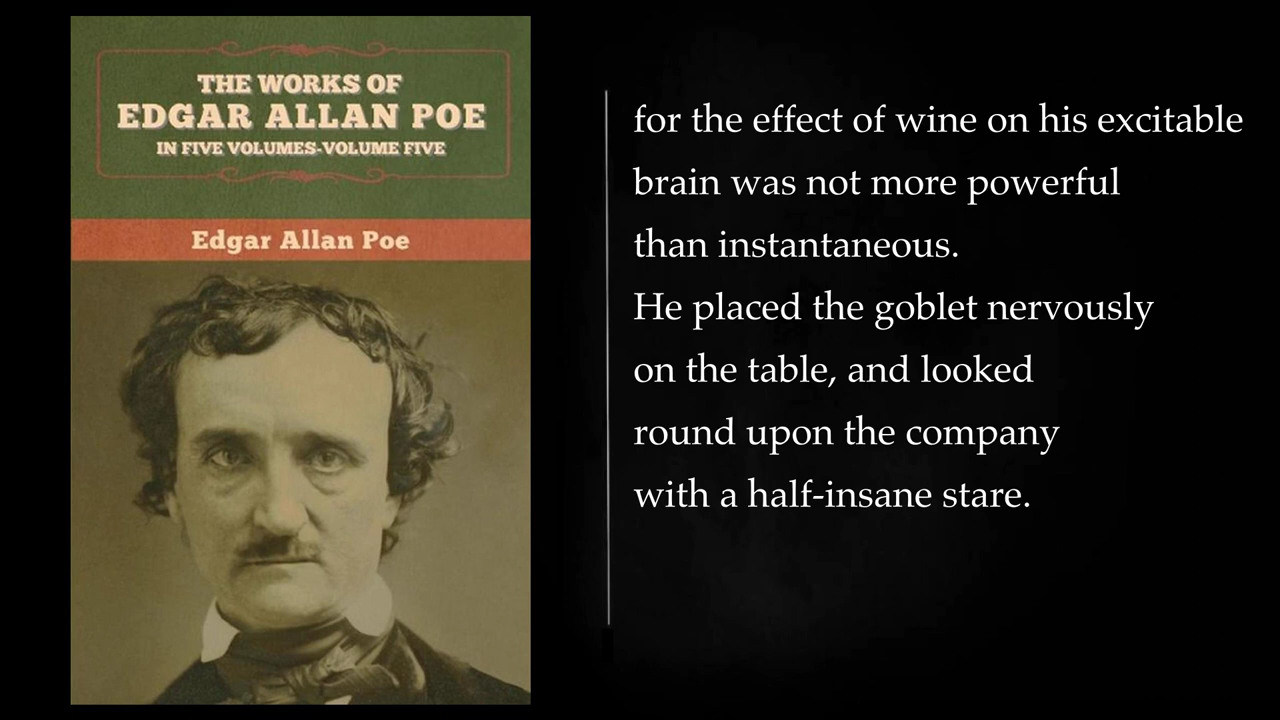 THE WORKS OF
EDGAR ALLAN POE
IN FIVE VOLUMES-VOLUME FIVE
Edgar Allan Poe
for the effect of wine on his excitable
brain was not more powerful
than instantaneous.
He placed the goblet nervously
on the table, and looked
round upon the company
with a half-insane stare.